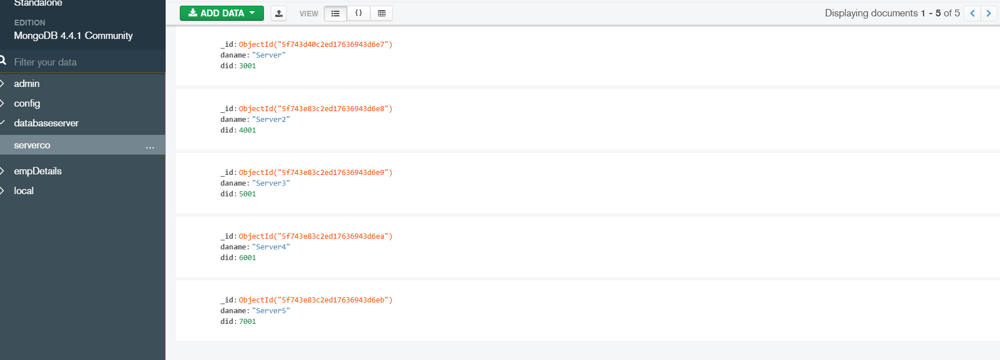 Standalone
EDITION
MongoDB 4.4.1 Community
Filter your data
admin
config
databaseserver
serverco
...
empDetails
local
ADD DATA
VIEW
{}
Displaying documents 1 - 5 of 5
_id: ObjectId("5f743d40c2ed17636943d6e7")
daname: "Server"
did: 3001
_id: ObjectId("5f743e83c2ed17636943d6e8")
daname: "Server2"
did: 4001
_id: ObjectId("5f743e83c2ed17636943d6e9")
daname: "Server3"
did: 5001
_id: ObjectId("5f743e83c2ed17636943d6ea")
daname: "Server4"
did: 6001
_id: ObjectId("5f743e83c2ed17636943d6eb")
daname: "Server5"
did: 7001